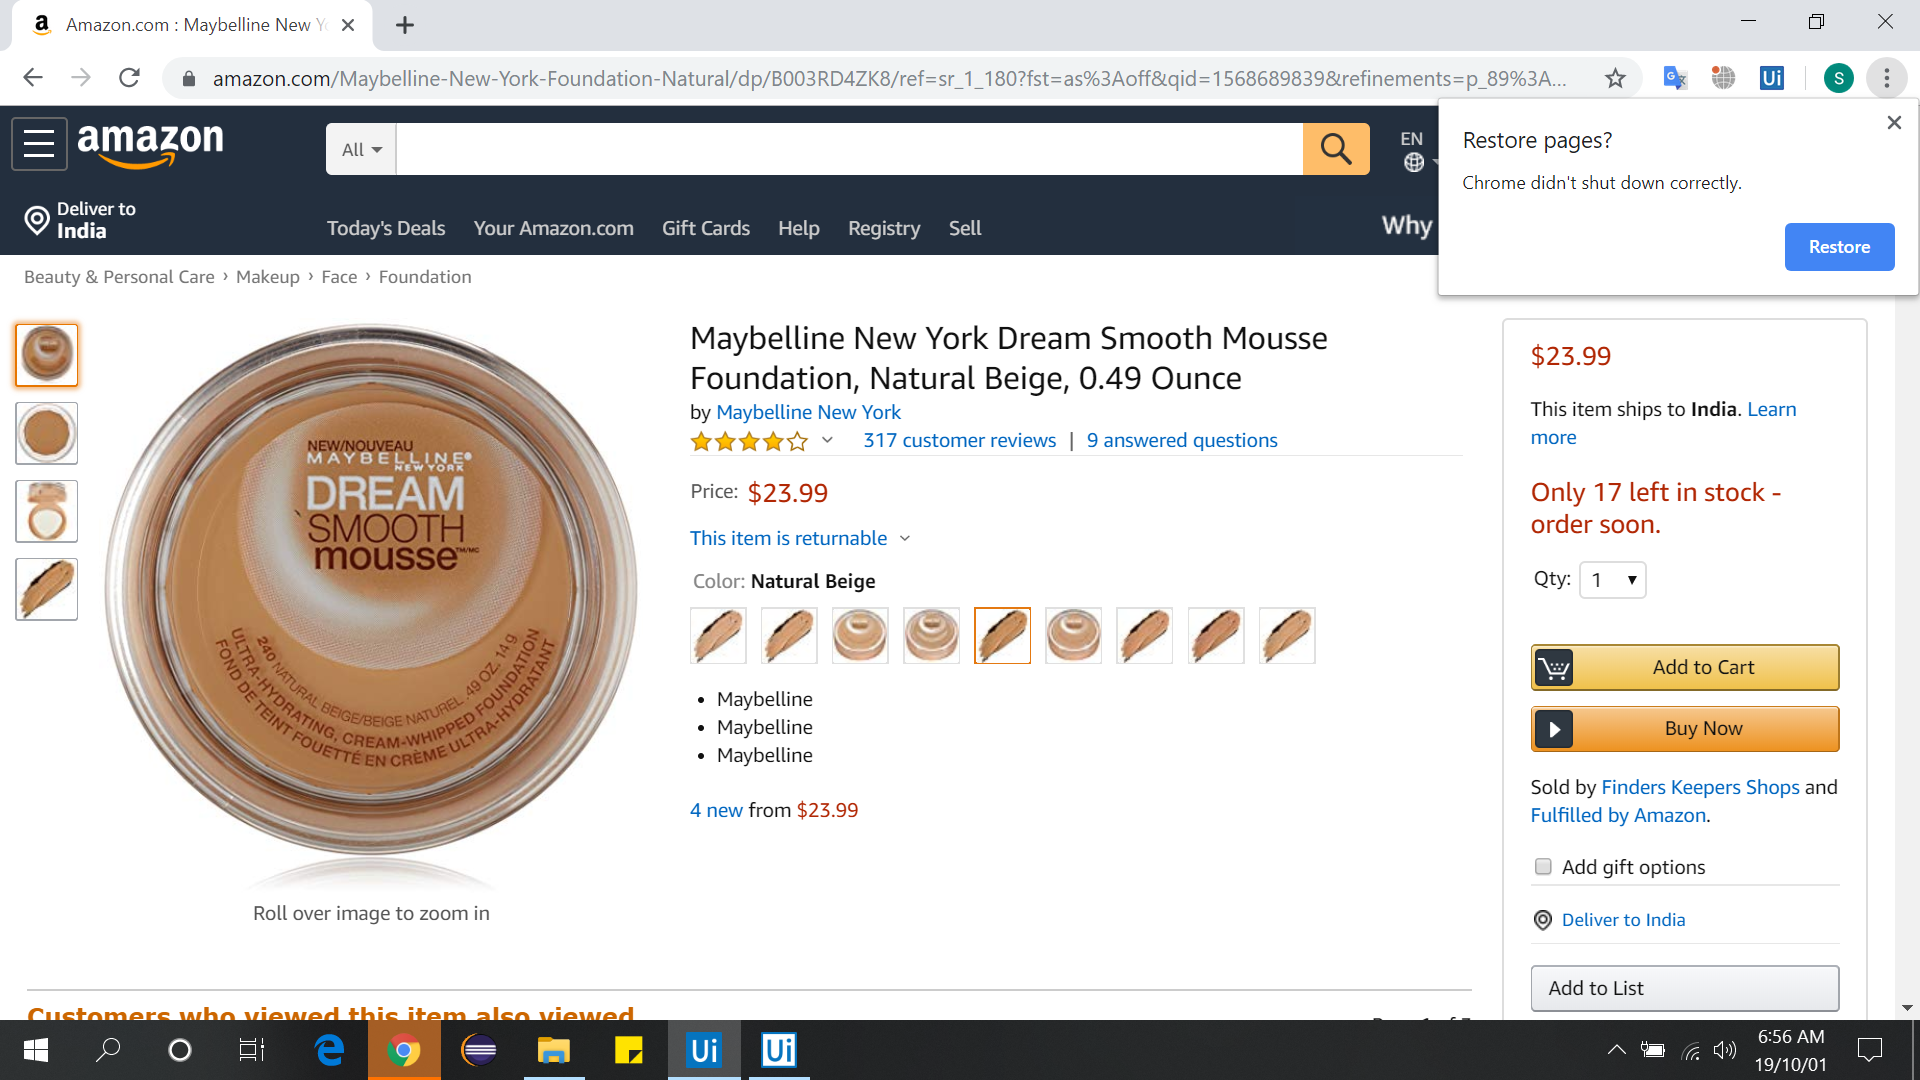 Amazon.com : Maybelline New Y
amazon.com/Maybelline-New-York-Foundation-Natural/dp/B003RD4ZK8/ref=sr_1_180?fst=as%3Aoff&qid=1568689839&refinements=p_89%3A...
Ui
S
Restore pages?
Chrome didn't shut down correctly.
Restore
amazon
All
EN
Deliver to
India
Today's Deals
Your Amazon.com
Gift Cards
Help
Registry
Sell
Why
Beauty & Personal Care › Makeup › Face › Foundation
NEW/NOUVEAU
MAYBELLINE®
NEW YORK
DREAM
SMOOTH
mousse™/MC
240 NATURAL BEIGE/BEIGE NATUREL .49 OZ. 14 g
ULTRA-HYDRATING, CREAM-WHIPPED FOUNDATION
FOND DE TEINT FOUETTÉ EN CRÈME ULTRA-HYDRATANT
Roll over image to zoom in
Maybelline New York Dream Smooth Mousse
Foundation, Natural Beige, 0.49 Ounce
by Maybelline New York
317 customer reviews | 9 answered questions
Price: $23.99
This item is returnable
Color: Natural Beige
• Maybelline
• Maybelline
• Maybelline
4 new from $23.99
$23.99
This item ships to India. Learn
more
Only 17 left in stock -
order soon.
Qty: 1
Add to Cart
Buy Now
Sold by Finders Keepers Shops and
Fulfilled by Amazon.
Add gift options
Deliver to India
Add to List
Customers who viewed this item also viewed
Ui
Ui
6:56 AM
19/10/01